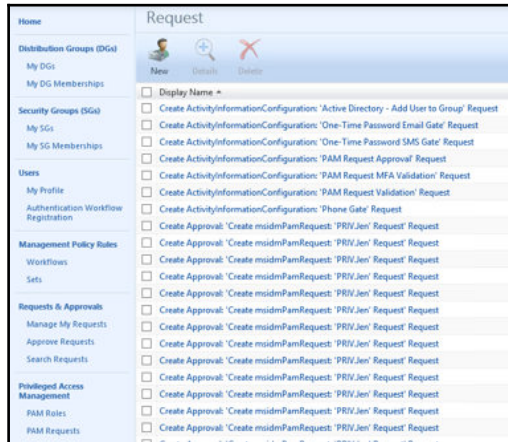 Home
Distribution Groups (DGs)
My DGs
My DG Memberships
Security Groups (SGs)
My SGs
My SG Memberships
Users
My Profile
Authentication Workflow
Registration
Management Policy Rules
Workflows
Sets
Requests & Approvals
Manage My Requests
Approve Requests
Search Requests
Privileged Access
Management
PAM Roles
PAM Requests
Request
New Details Delete
Display Name
Create ActivityInformationConfiguration: 'Active Directory - Add User to Group' Request
Create ActivityInformationConfiguration: 'One-Time Password Email Gate' Request
Create ActivityInformationConfiguration: 'One-Time Password SMS Gate' Request
Create ActivityInformationConfiguration: 'PAM Request Approval' Request
Create ActivityInformationConfiguration: 'PAM Request MFA Validation' Request
Create ActivityInformationConfiguration: 'PAM Request Validation' Request
Create ActivityInformationConfiguration: 'Phone Gate' Request
Create Approval: 'Create msidmPamRequest: 'PRIV.Jen' Request' Request
Create Approval: 'Create msidmPamRequest: 'PRIV.Jen' Request' Request
Create Approval: 'Create msidmPamRequest: 'PRIV.Jen' Request' Request
Create Approval: 'Create msidmPamRequest: 'PRIV.Jen' Request' Request
Create Approval: 'Create msidmPamRequest: 'PRIV.Jen' Request' Request
Create Approval: 'Create msidmPamRequest: 'PRIV.Jen' Request' Request
Create Approval: 'Create msidmPamRequest: 'PRIV.Jen' Request' Request
Create Approval: 'Create msidmPamRequest: 'PRIV.Jen' Request' Request
Create Approval: 'Create msidmPamRequest: 'PRIV.Jen' Request' Request
Create Approval: 'Create msidmPamRequest: 'PRIV.Jen' Request' Request
Create Approval: 'Create msidmPamRequest: 'PRIV.Jen' Request' Request
Create Approval: 'Create msidmPamRequest: 'PRIV.Jen' Request' Request